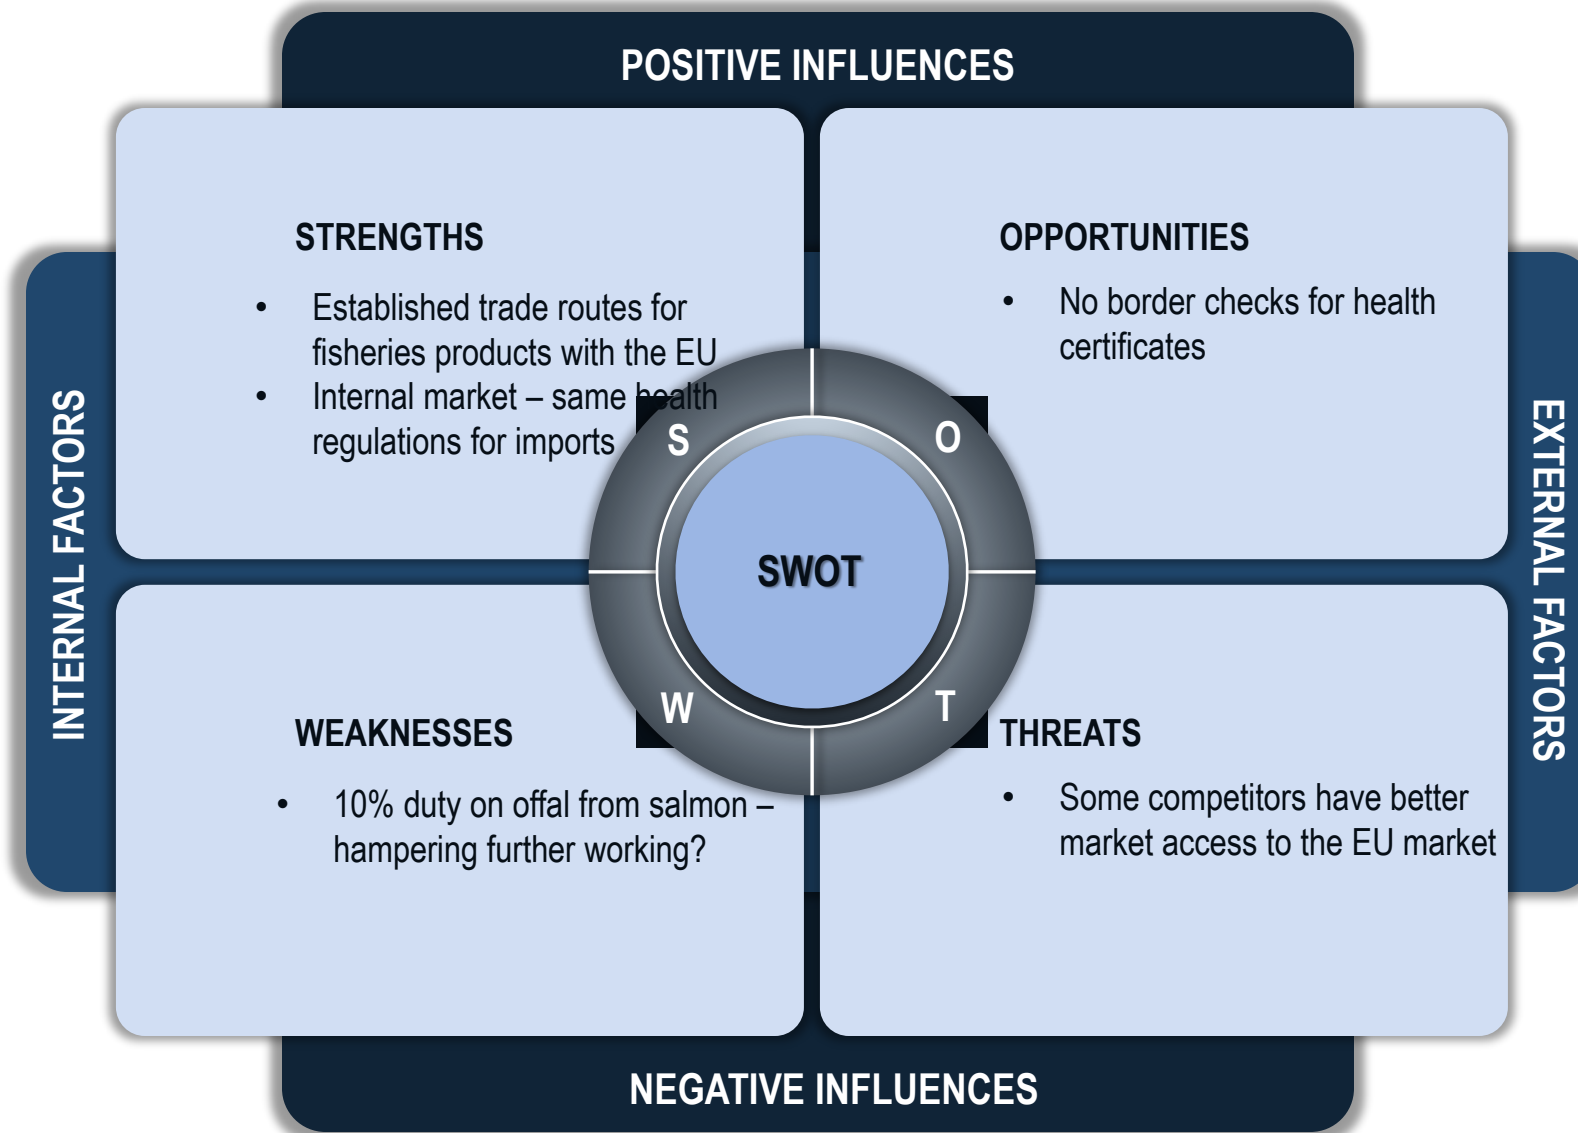 POSITIVE INFLUENCES
INTERNAL FACTORS
STRENGTHS
• Established trade routes for
fisheries products with the EU
• Internal market – same health
regulations for imports
OPPORTUNITIES
• No border checks for health
certificates
EXTERNAL FACTORS
S
O
SWOT
W
T
WEAKNESSES
• 10% duty on offal from salmon –
hampering further working?
THREATS
• Some competitors have better
market access to the EU market
NEGATIVE INFLUENCES